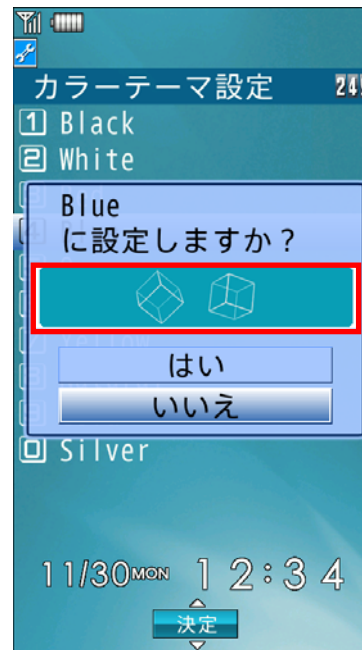 カラーテーマ設定
1 Black
2 White
Blue
に設定しますか？
Yellow
はい
いいえ
0 Silver
11/30MON 12:34
決定